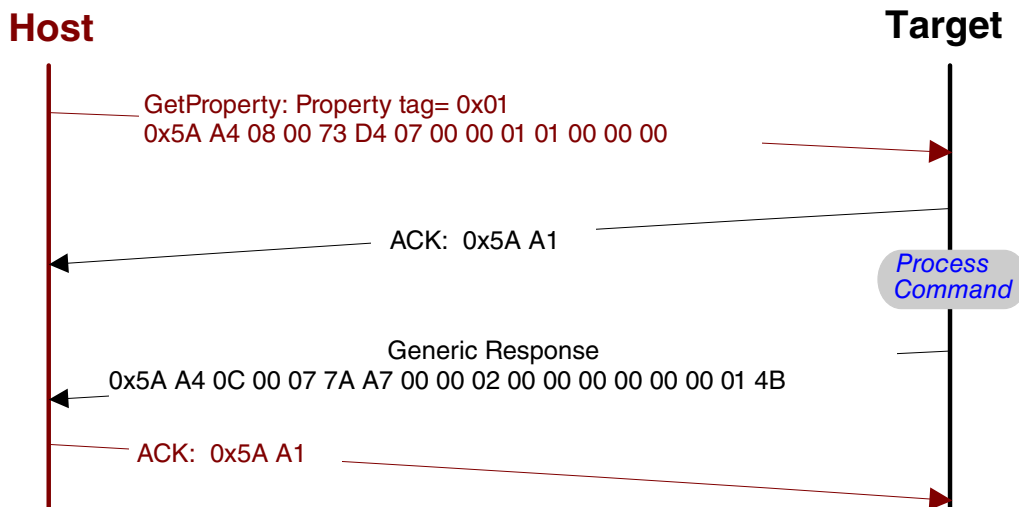 Host
Target
GetProperty: Property tag= 0x01
0x5A A4 08 00 73 D4 07 00 00 01 01 00 00 00
ACK: 0x5A A1
Process
Command
Generic Response
0x5A A4 0C 00 07 7A A7 00 00 02 00 00 00 00 00 00 01 4B
ACK: 0x5A A1